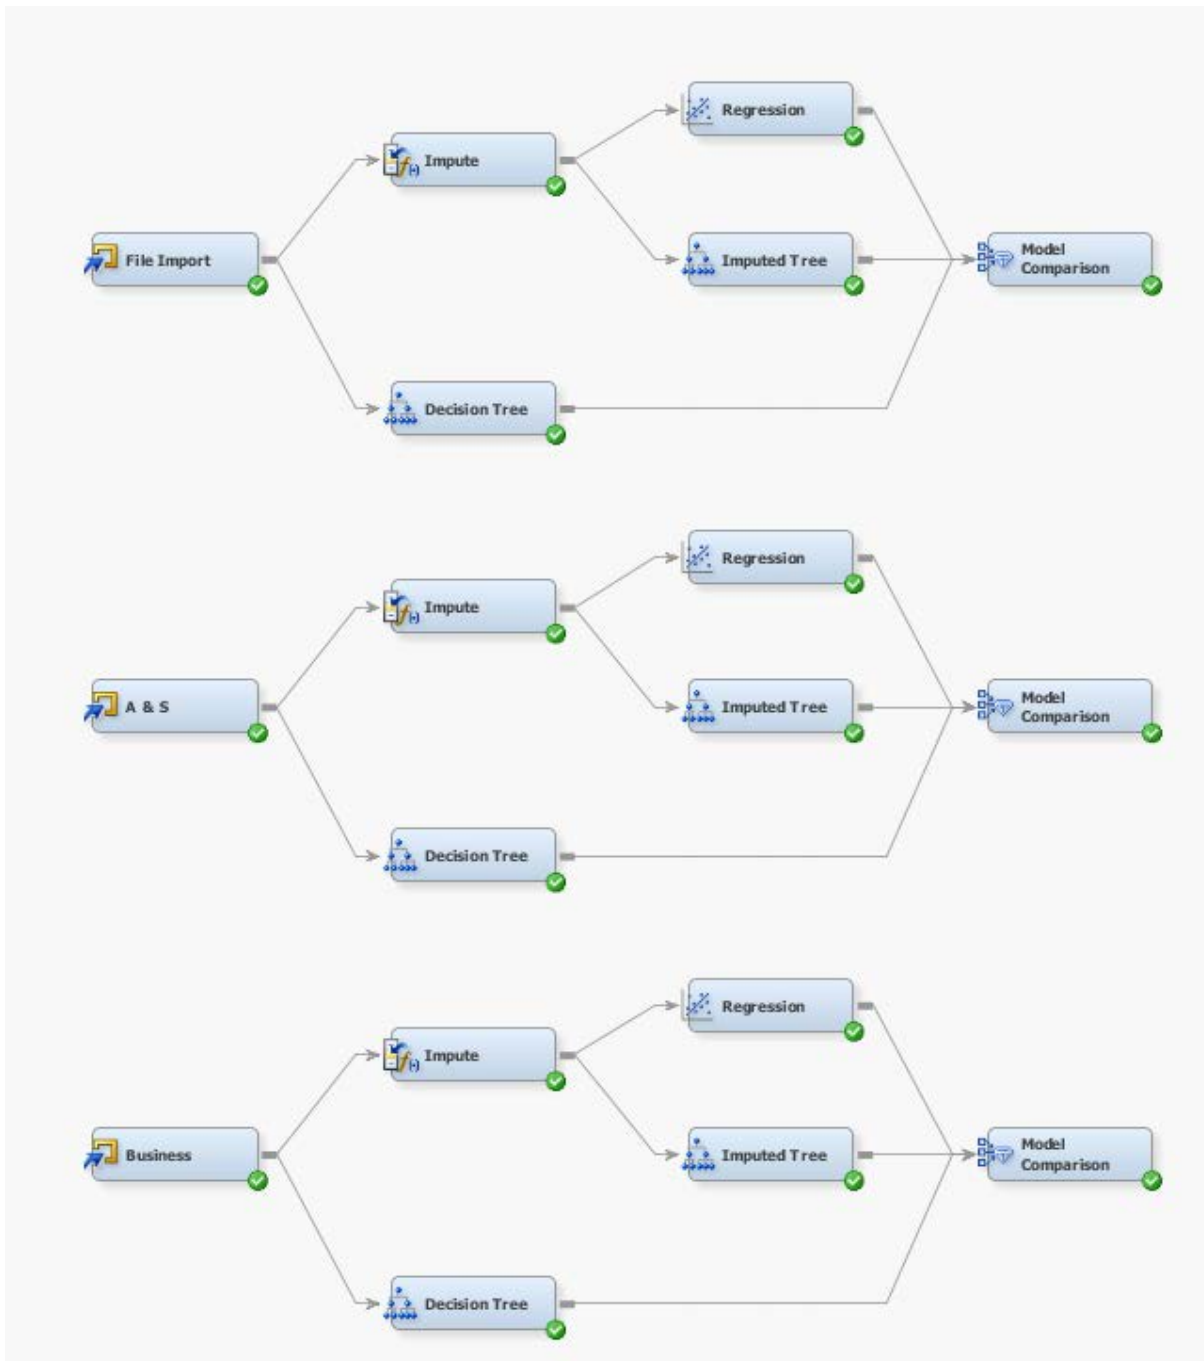 Regression
Impute
File Import
Imputed Tree
Model
Comparison
Decision Tree
Regression
Impute
A & S
Imputed Tree
Model
Comparison
Decision Tree
Regression
Impute
Business
Imputed Tree
Model
Comparison
Decision Tree